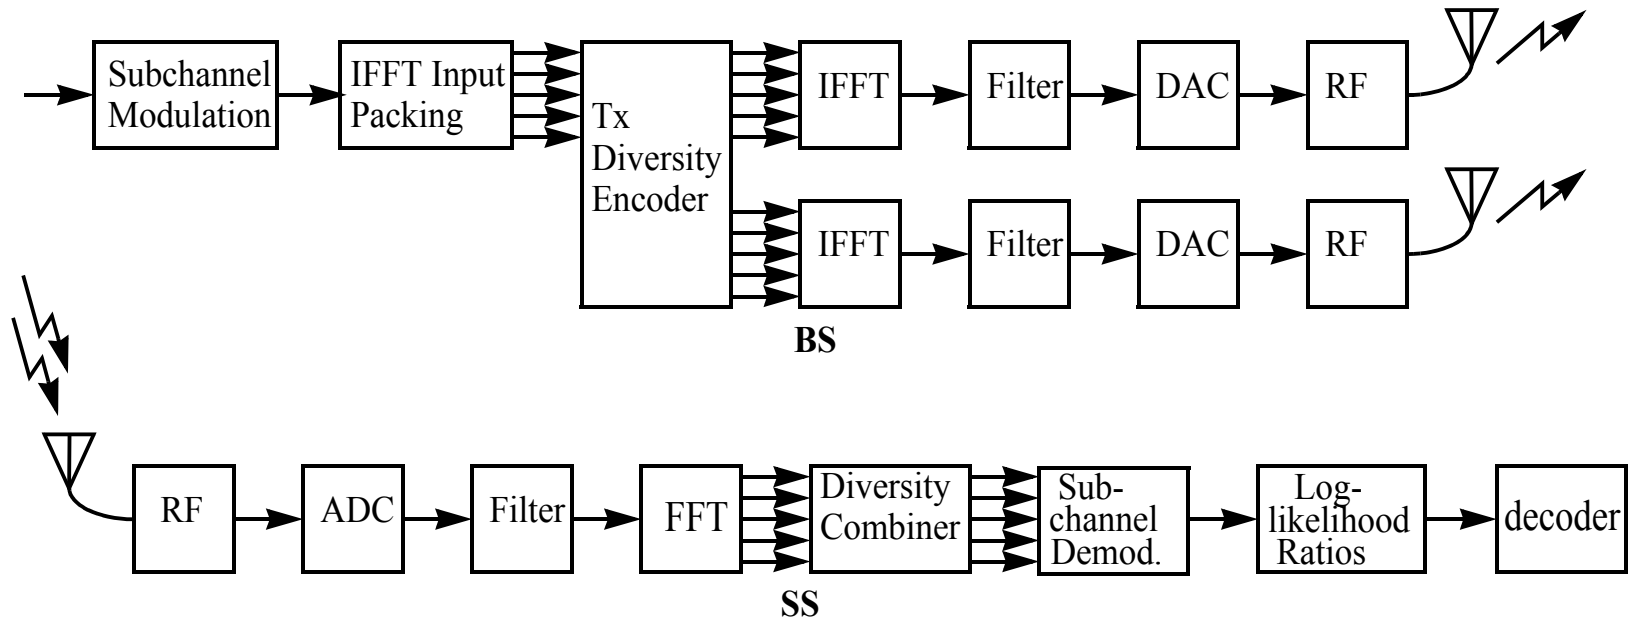 Subchannel
Modulation
IFFT Input
Packing
Tx
Diversity
Encoder
IFFT
Filter
DAC
RF
IFFT
Filter
DAC
RF
BS
RF
ADC
Filter
FFT
Diversity
Combiner
Sub-
channel
Demod.
Log-
likelihood
Ratios
decoder
SS